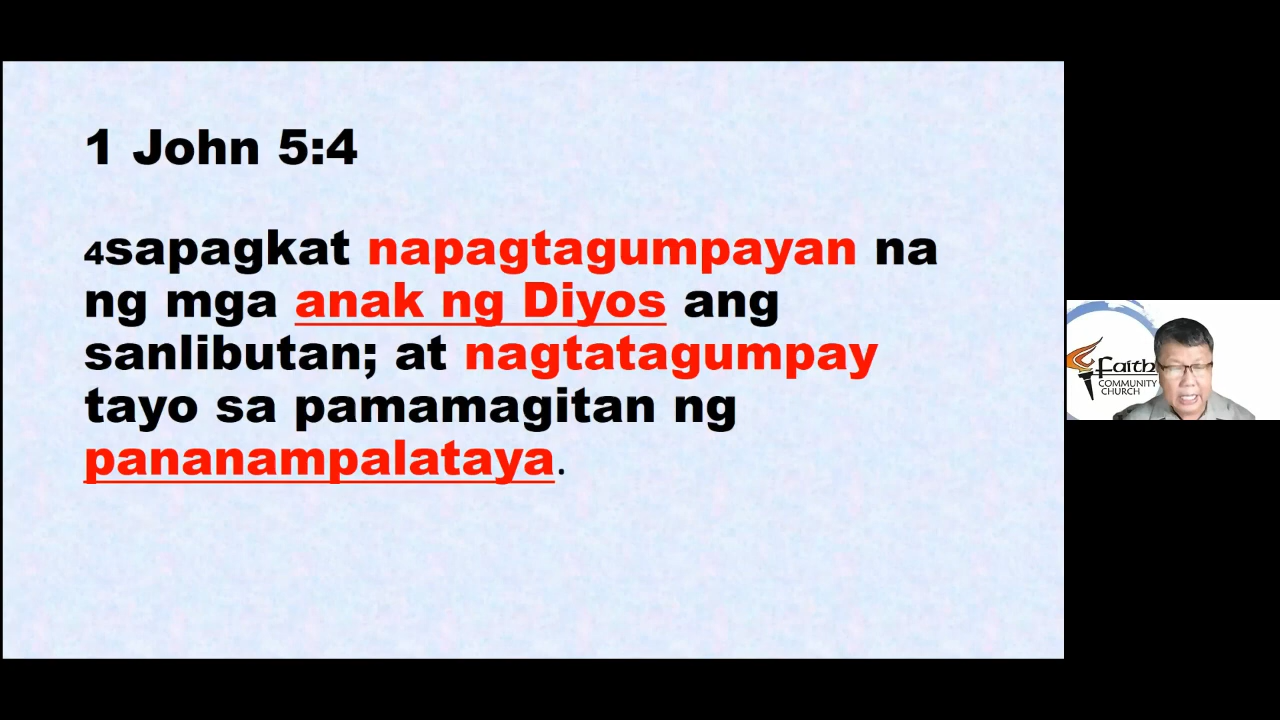 1 John 5:4
4sapagkat napagtagumpayan na
ng mga anak ng Diyos ang
sanlibutan; at nagtatagumpay
tayo sa pamamagitan ng
pananampalataya.
Faith
COMMUNITY
CHURCH